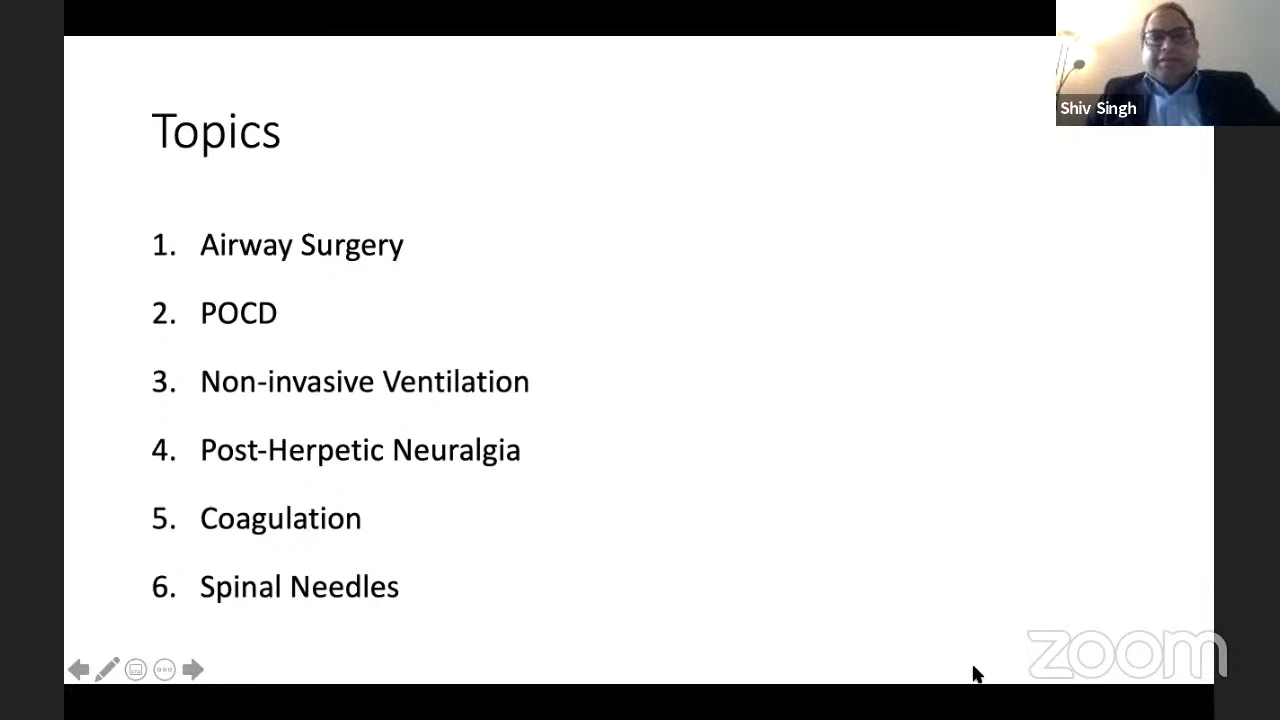 Shiv Singh
Topics
1. Airway Surgery
2. POCD
3. Non-invasive Ventilation
4. Post-Herpetic Neuralgia
5. Coagulation
6. Spinal Needles
zoom